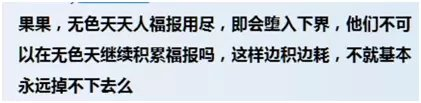 果果，无色天天人福报用尽，即会堕入下界，他们不可
以在无色天继续积累福报吗，这样边积边耗，不就基本
永远掉不下去么